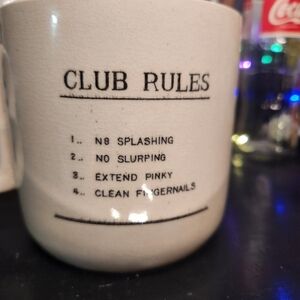 CLUB RULES
1.. NO SPLASHING
2.. NO SLURPING
3.. EXTEND PINKY
4.. CLEAN FINGERNAILS